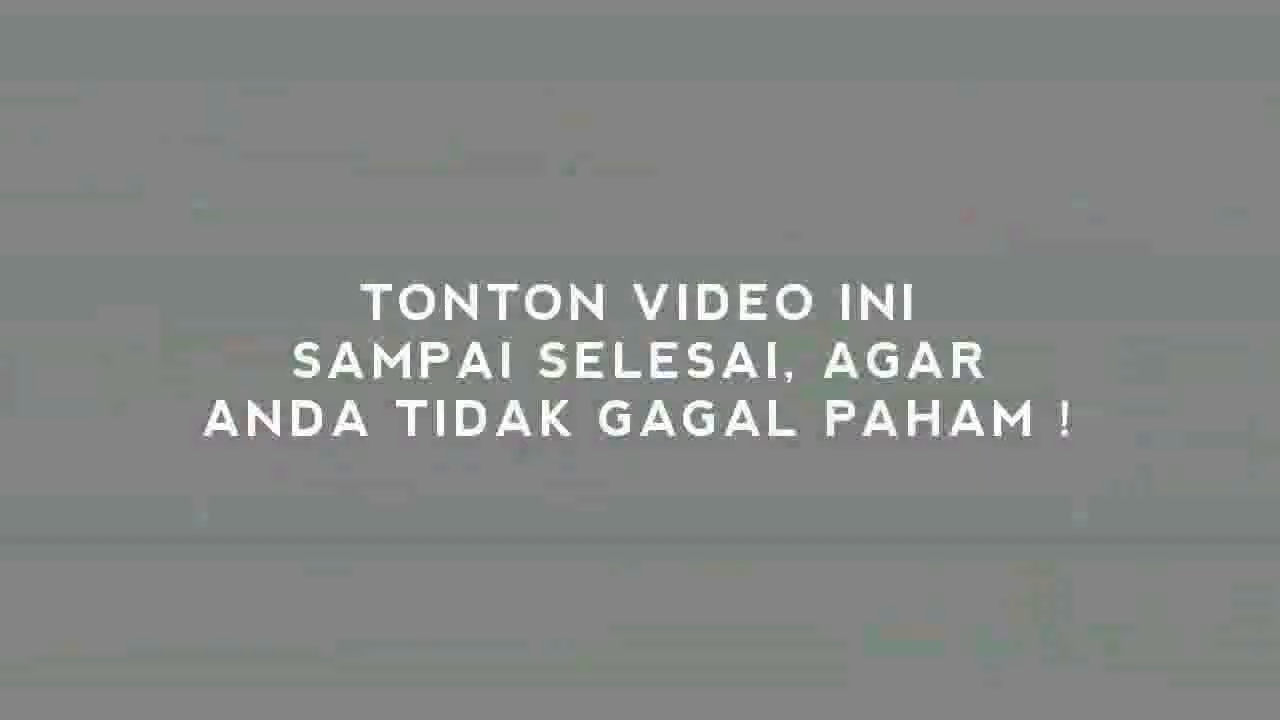 TONTON VIDEO INI
SAMPAI SELESAI, AGAR
ANDA TIDAK GAGAL PAHAM !